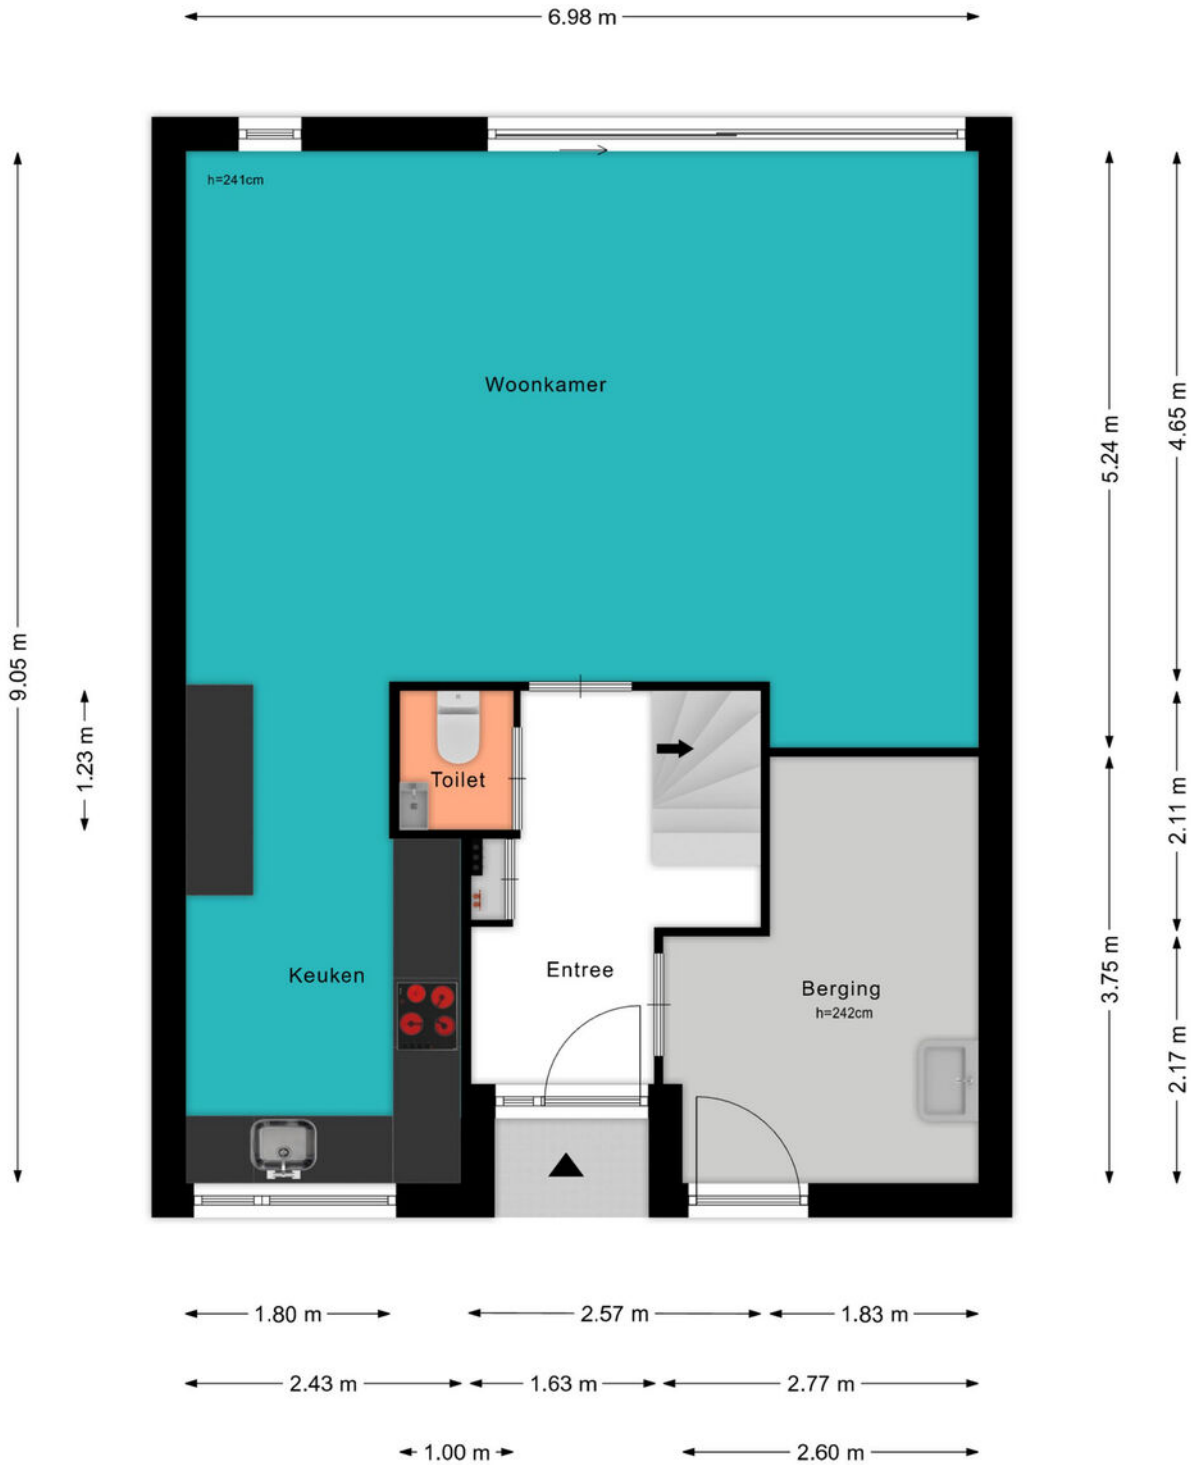 6.98 m
h=241cm
Woonkamer
4.65 m
5.24 m
9.05 m
1.23 m
Toilet
2.11 m
Keuken
Entree
Berging
h=242cm
3.75 m
2.17 m
1.80 m
2.57 m
1.83 m
2.43 m
1.63 m
2.77 m
1.00 m
2.60 m